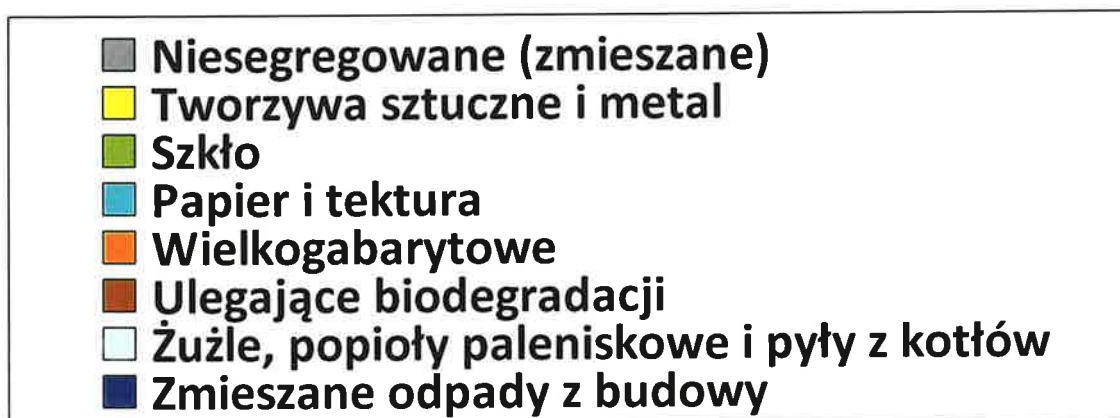 Niesegregowane (zmieszane)
Tworzywa sztuczne i metal
Szkło
Papier i tektura
Wielkogabarytowe
Ulegające biodegradacji
Żużle, popioły paleniskowe i pyły z kotłów
Zmieszane odpady z budowy